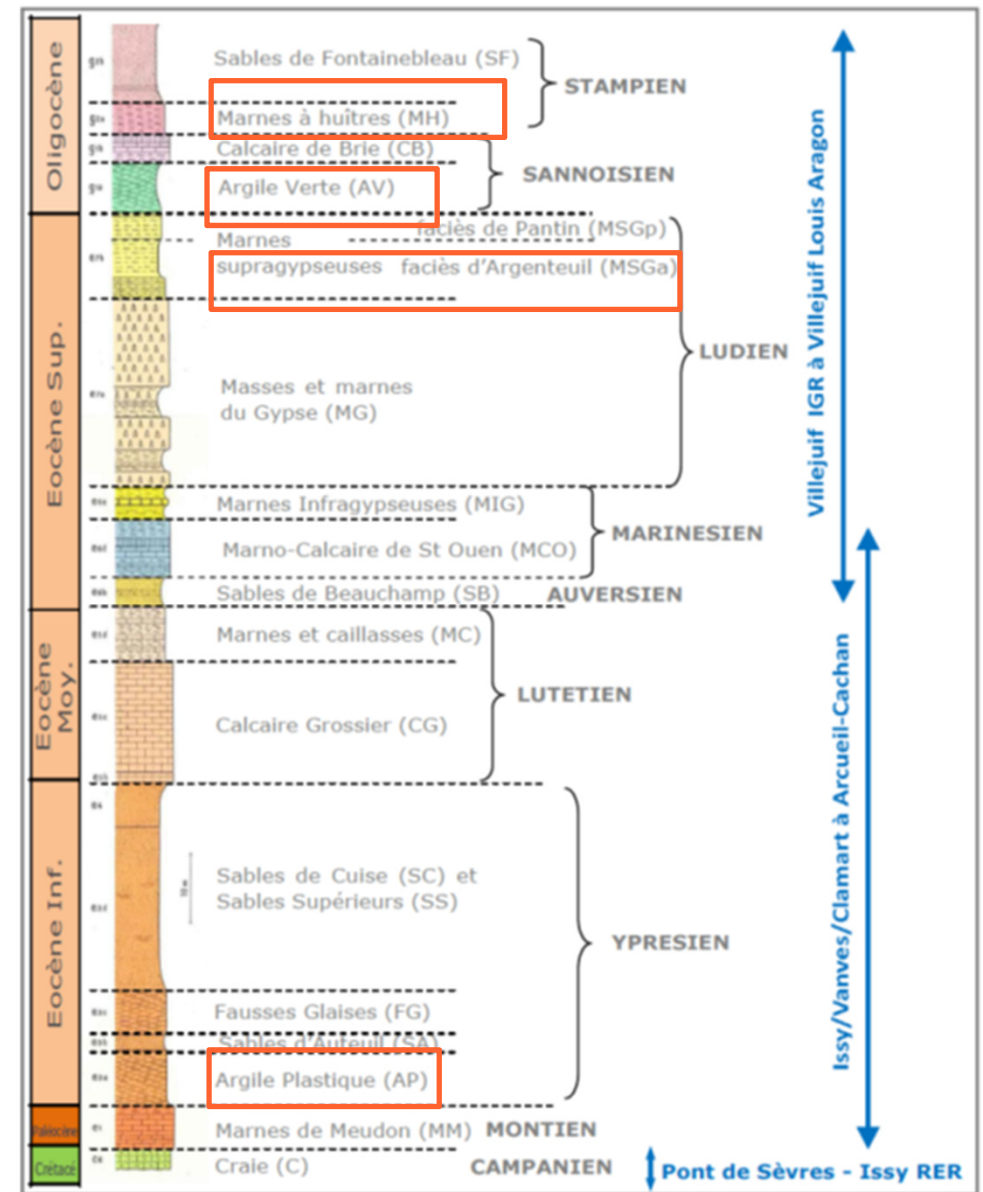 Oligocène
Sables de Fontainebleau (SF)
STAMPIEN
Marnes à huîtres (MH)
Calcaire de Brie (CB)
SANNOISIEN
Argile Verte (AV)
Eocène Sup.
faciès de Pantin (MSGp)
Marnes
supragypseuses faciès d'Argenteuil (MSGa)
LUDIEN
Masses et marnes
du Gypse (MG)
Marnes Infragypseuses (MIG)
MARINESIEN
Marno-Calcaire de St Ouen (MCO)
Sables de Beauchamp (SB) AUVERSIEN
Eocène
Moy.
Marnes et caillasses (MC)
LUTETIEN
Calcaire Grossier (CG)
Eocène Inf.
Sables de Cuise (SC) et
Sables Supérieurs (SS)
YPRESIEN
Fausses Glaises (FG)
Sables d'Auteuil (SA)
Argile Plastique (AP)
Paléocène
Marnes de Meudon (MM) MONTIEN
Crétacé
Craie (C) CAMPANIEN
Villejuif IGR à Villejuif Louis Aragon
Issy/Vanves/Clamart à Arcueil-Cachan
Pont de Sèvres - Issy RER